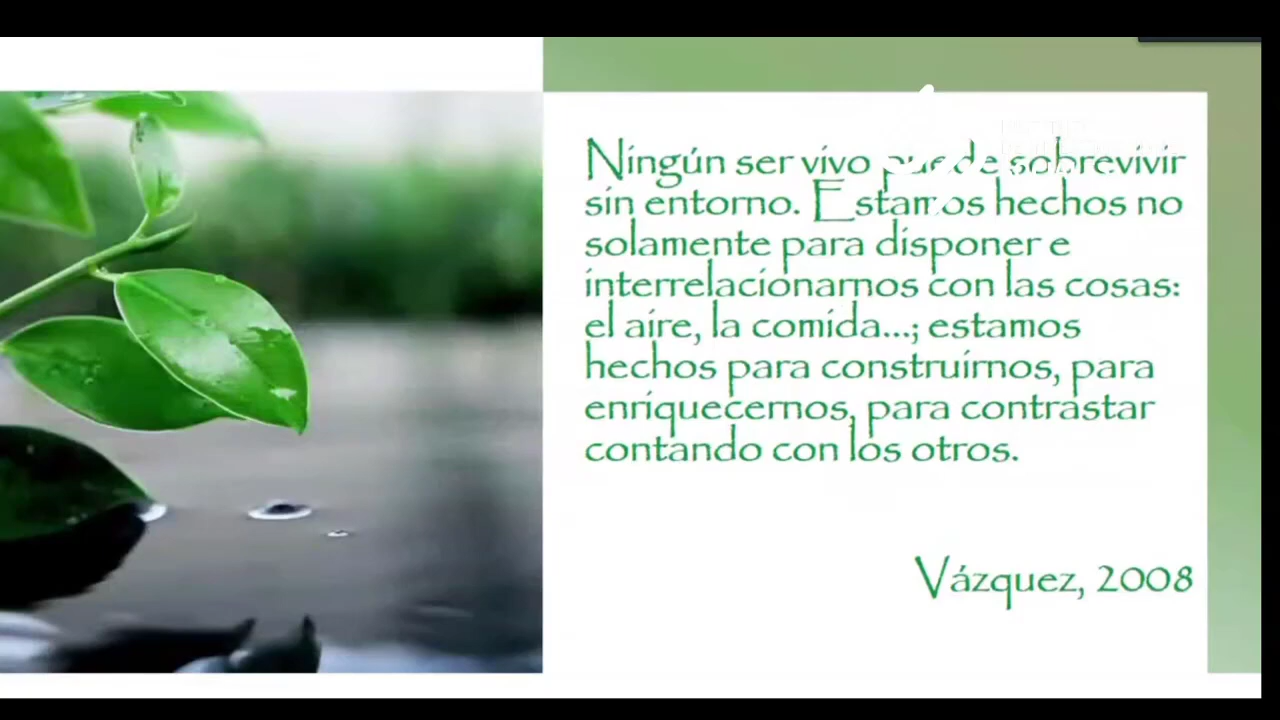 Ningún ser vivo puede sobrevivir
sin entorno. Estamos hechos no
solamente para disponer e
interrelacionarnos con las cosas:
el aire, la comida...; estamos
hechos para construirnos, para
enriquecernos, para contrastar
contando con los otros.
Vázquez, 2008